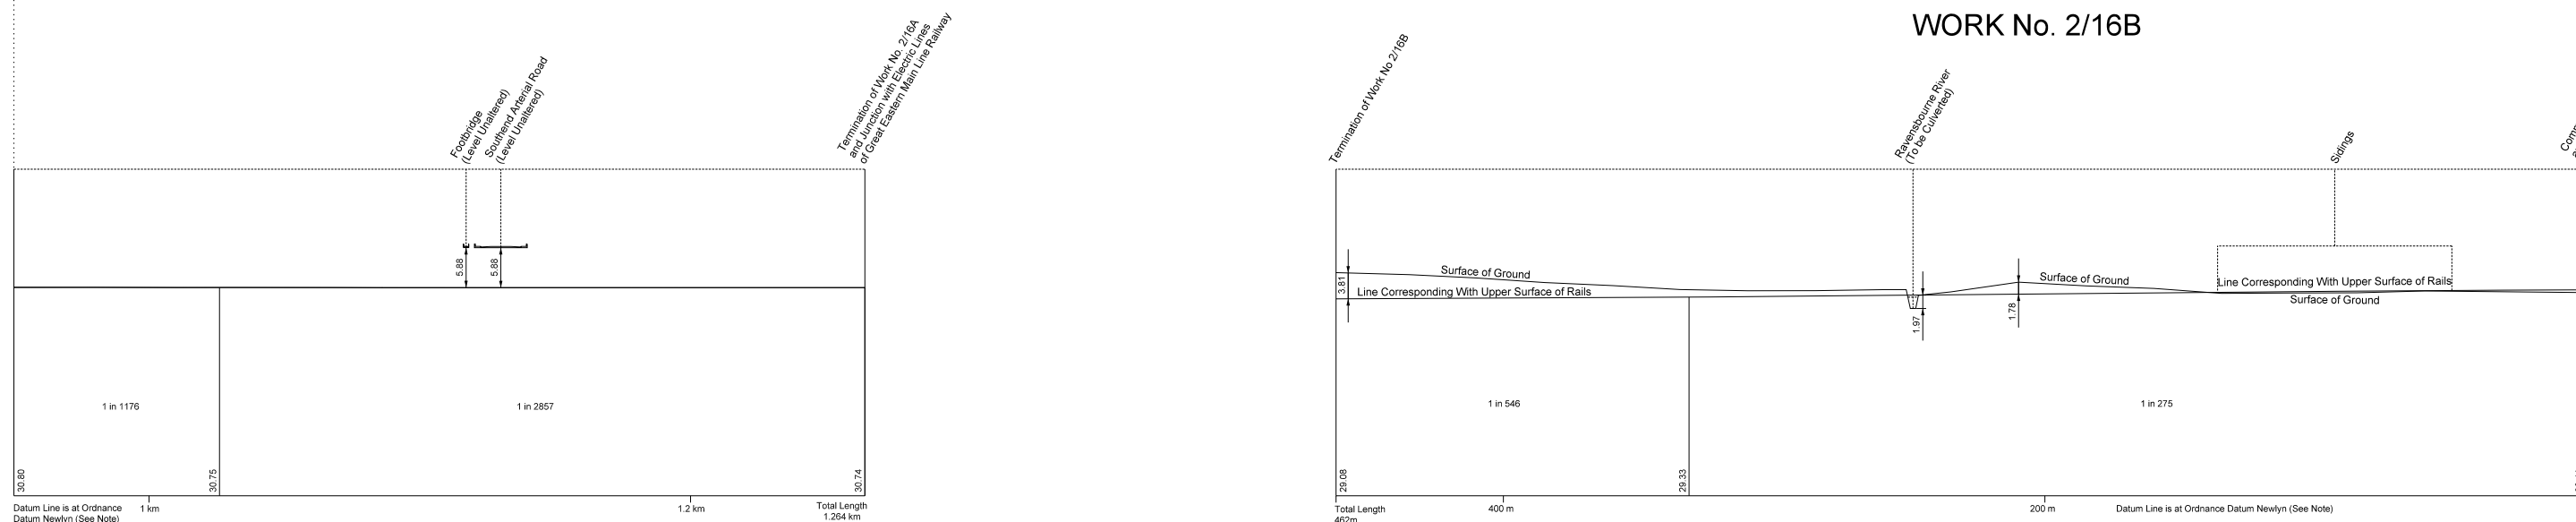 WORK No. 2/16B
Footbridge
(Level Unaltered)
Southend Arterial Road
(Level Unaltered)
Termination of Work No. 2/16A
and Junction with Electric Lines
of Great Eastern Main Line Railway
5.88
5.88
1 in 1176
1 in 2857
30.80
30.75
30.74
Datum Line is at Ordnance
Datum Newlyn (See Note)
1 km
1.2 km
Total Length
1.264 km
Termination of Work No 2/16B
Ravensbourne River
(To be Culverted)
Sidings
3.81
Surface of Ground
Line Corresponding With Upper Surface of Rails
1.97
1.78
Surface of Ground
Line Corresponding With Upper Surface of Rails
Surface of Ground
1 in 546
1 in 275
29.08
29.33
Total Length
462m
400 m
200 m
Datum Line is at Ordnance Datum Newlyn (See Note)